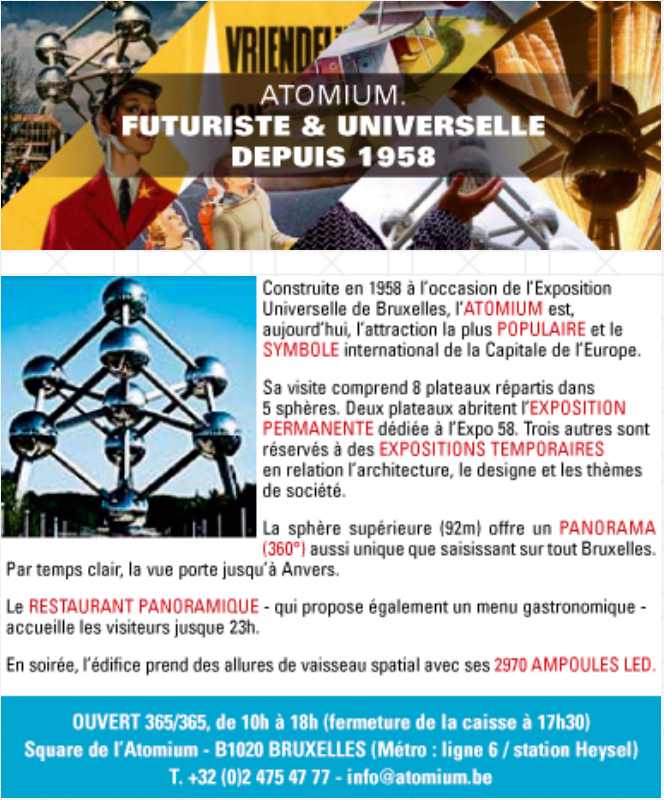 VRIENDEN
ATOMIUM.
FUTURISTE & UNIVERSELLE
DEPUIS 1958
Construite en 1958 à l'occasion de l'Exposition
Universelle de Bruxelles, l'ATOMIUM est,
aujourd'hui, l'attraction la plus POPULAIRE et le
SYMBOLE international de la Capitale de l'Europe.
Sa visite comprend 8 plateaux répartis dans
5 sphères. Deux plateaux abritent l'EXPOSITION
PERMANENTE dédiée à l'Expo 58. Trois autres sont
réservés à des EXPOSITIONS TEMPORAIRES
en relation l'architecture, le designe et les thèmes
de société.
La sphère supérieure (92m) offre un PANORAMA
(360°) aussi unique que saisissant sur tout Bruxelles.
Par temps clair, la vue porte jusqu'à Anvers.
Le RESTAURANT PANORAMIQUE - qui propose également un menu gastronomique -
accueille les visiteurs jusque 23h.
En soirée, l'édifice prend des allures de vaisseau spatial avec ses 2970 AMPOULES LED.
OUVERT 365/365, de 10h à 18h (fermeture de la caisse à 17h30)
Square de l'Atomium - B1020 BRUXELLES (Métro : ligne 6 / station Heysel)
T. +32 (0)2 475 47 77 - info@atomium.be